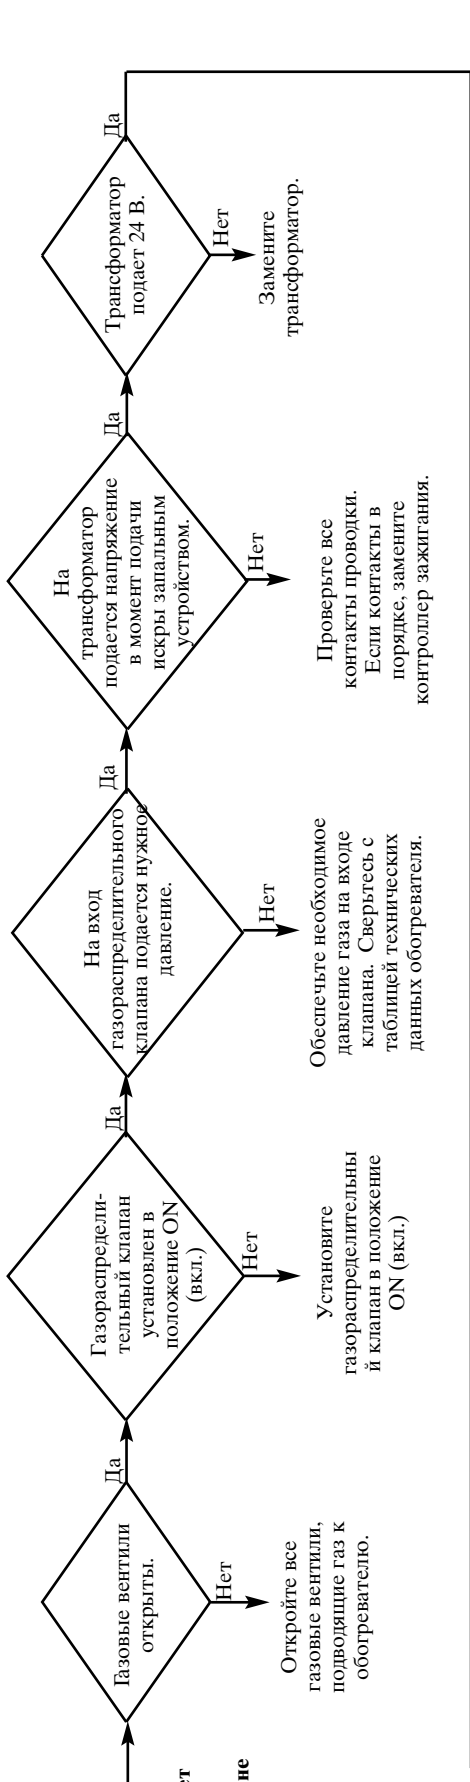 ет
не
Газовые вентили
открыты.
Да
Нет
Откройте все
газовые вентили,
подводящие газ к
обогревателю.
Газораспредели-
тельный клапан
установлен в
положение ON
(вкл.)
Да
Нет
Установите
газораспределительны
й клапан в положение
ON (вкл.)
На вход
газораспределительного
клапана подается нужное
давление.
Да
Нет
Обеспечьте необходимое
давление газа на входе
клапана. Сверьтесь с
таблицей технических
данных обогревателя.
На
трансформатор
подается напряжение
в момент подачи
искры запальным
устройством.
Да
Нет
Проверьте все
контакты проводки.
Если контакты в
порядке, замените
контроллер зажигания.
Трансформатор
подает 24 В.
Да
Нет
Замените
трансформатор.